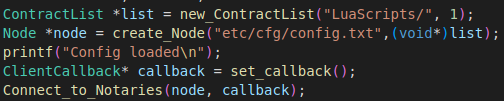 ContractList *list = new_ContractList("LuaScripts/", 1);
Node *node = create_Node("etc/cfg/config.txt",(void*)list);
printf("Config loaded\n");
ClientCallback* callback = set_callback();
Connect_to_Notaries(node, callback);